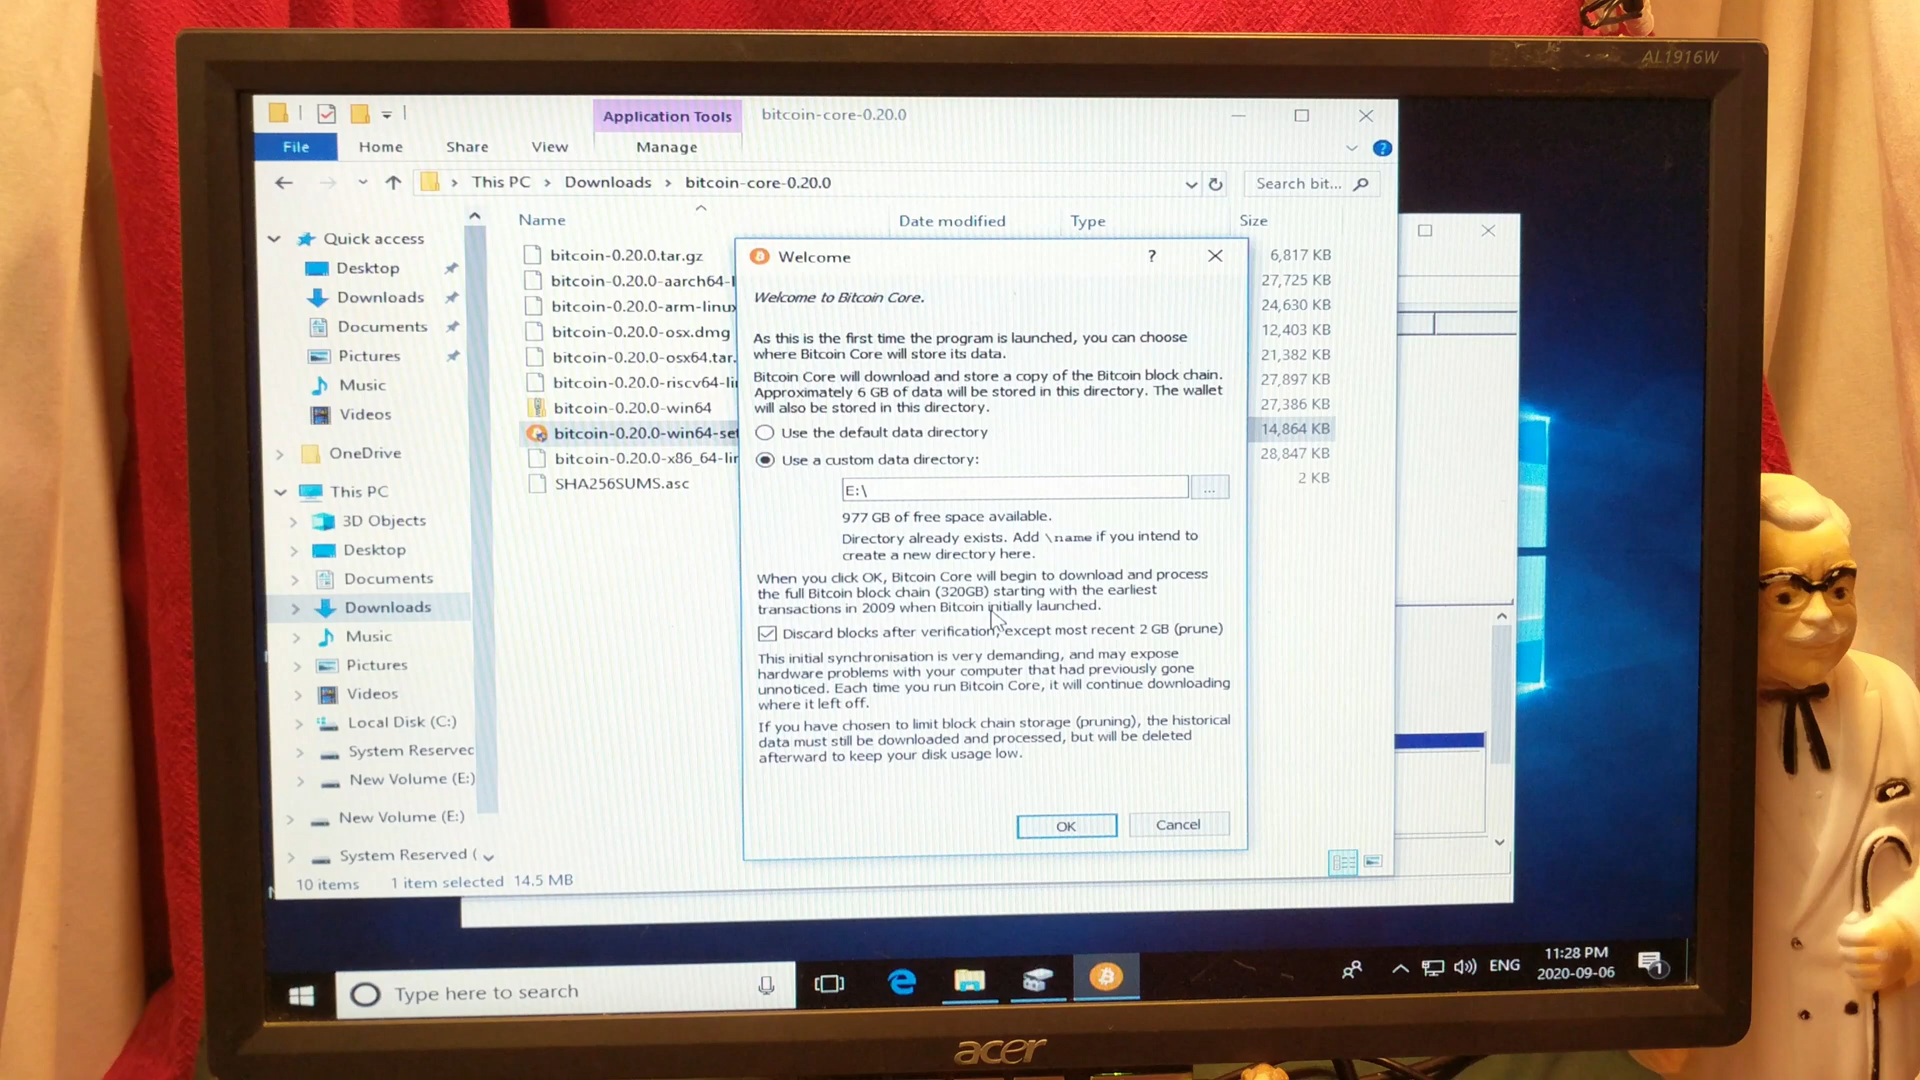 AL1916W
Application Tools
bitcoin-core-0.20.0
File
Home
Share
View
Manage
This PC
Downloads
bitcoin-core-0.20.0
Search bit...
Name
Date modified
Type
Size
Quick access
Desktop
Downloads
Documents
Pictures
Music
Videos
OneDrive
This PC
3D Objects
Desktop
Documents
Downloads
Music
Pictures
Videos
Local Disk (C:)
System Reserved
New Volume (E:)
New Volume (E:)
System Reserved (
bitcoin-0.20.0.tar.gz
bitcoin-0.20.0-aarch64-l
bitcoin-0.20.0-arm-linux
bitcoin-0.20.0-osx.dmg
bitcoin-0.20.0-osx64.tar.
bitcoin-0.20.0-riscv64-li
bitcoin-0.20.0-win64
bitcoin-0.20.0-win64-set
bitcoin-0.20.0-x86_64-lin
SHA256SUMS.asc
6,817 KB
27,725 KB
24,630 KB
12,403 KB
21,382 KB
27,897 KB
27,386 KB
14,864 KB
28,847 KB
2 KB
Welcome
?
Welcome to Bitcoin Core.
As this is the first time the program is launched, you can choose
where Bitcoin Core will store its data.
Bitcoin Core will download and store a copy of the Bitcoin block chain.
Approximately 6 GB of data will be stored in this directory. The wallet
will also be stored in this directory.
Use the default data directory
Use a custom data directory:
E:\
...
977 GB of free space available.
Directory already exists. Add \name if you intend to
create a new directory here.
When you click OK, Bitcoin Core will begin to download and process
the full Bitcoin block chain (320GB) starting with the earliest
transactions in 2009 when Bitcoin initially launched.
Discard blocks after verification, except most recent 2 GB (prune)
This initial synchronisation is very demanding, and may expose
hardware problems with your computer that had previously gone
unnoticed. Each time you run Bitcoin Core, it will continue downloading
where it left off.
If you have chosen to limit block chain storage (pruning), the historical
data must still be downloaded and processed, but will be deleted
afterward to keep your disk usage low.
OK
Cancel
10 items
1 item selected 14.5 MB
Type here to search
ENG
11:28 PM
2020-09-06
1
acer